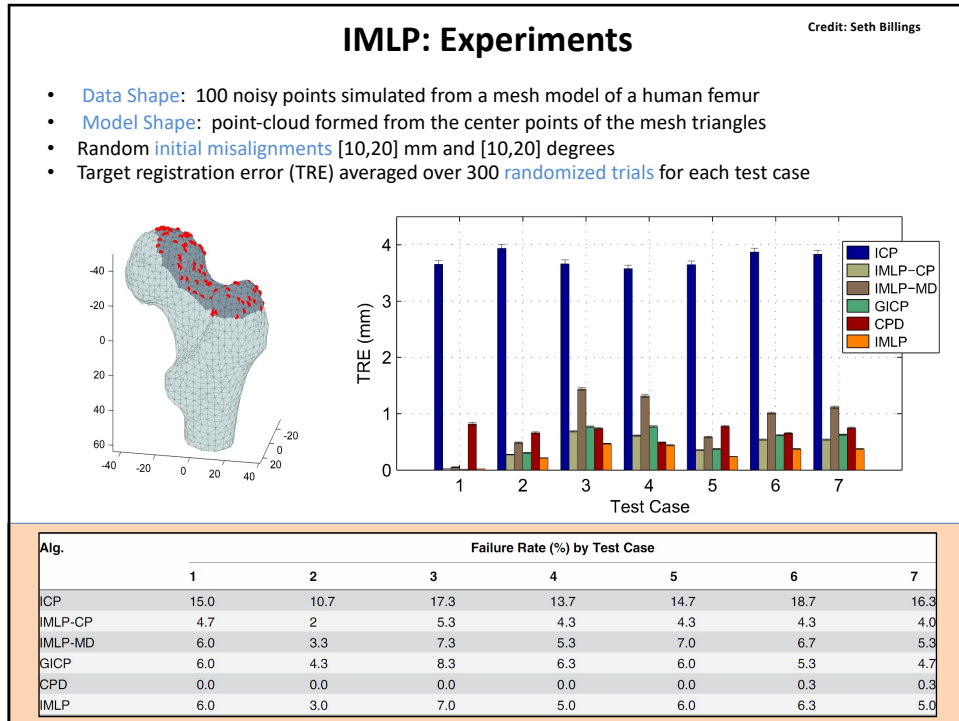 IMLP: Experiments
Credit: Seth Billings
• Data Shape: 100 noisy points simulated from a mesh model of a human femur
• Model Shape: point-cloud formed from the center points of the mesh triangles
• Random initial misalignments [10,20] mm and [10,20] degrees
• Target registration error (TRE) averaged over 300 randomized trials for each test case
-40
-20
0
20
40
60
-40 -20 0 20 40
-20
0
20
TRE (mm)
4
3
2
1
0
1 2 3 4 5 6 7
Test Case
ICP
IMLP-CP
IMLP-MD
GICP
CPD
IMLP
Alg. Failure Rate (%) by Test Case
1 2 3 4 5 6 7
ICP 15.0 10.7 17.3 13.7 14.7 18.7 16.3
IMLP-CP 4.7 2 5.3 4.3 4.3 4.3 4.0
IMLP-MD 6.0 3.3 7.3 5.3 7.0 6.7 5.3
GICP 6.0 4.3 8.3 6.3 6.0 5.3 4.7
CPD 0.0 0.0 0.0 0.0 0.0 0.3 0.3
IMLP 6.0 3.0 7.0 5.0 6.0 6.3 5.0